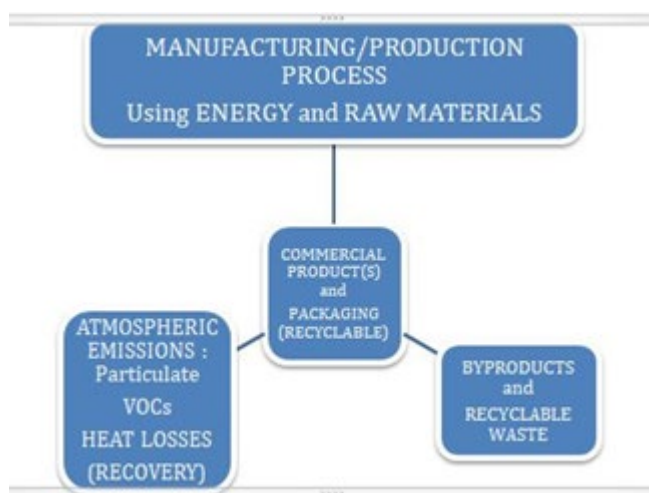 MANUFACTURING/PRODUCTION
PROCESS
Using ENERGY and RAW MATERIALS
COMMERCIAL
PRODUCT(S)
and
PACKAGING
(RECYCLABLE)
ATMOSPHERIC
EMISSIONS :
Particulate
VOCs
HEAT LOSSES
(RECOVERY)
BYPRODUCTS
and
RECYCLABLE
WASTE